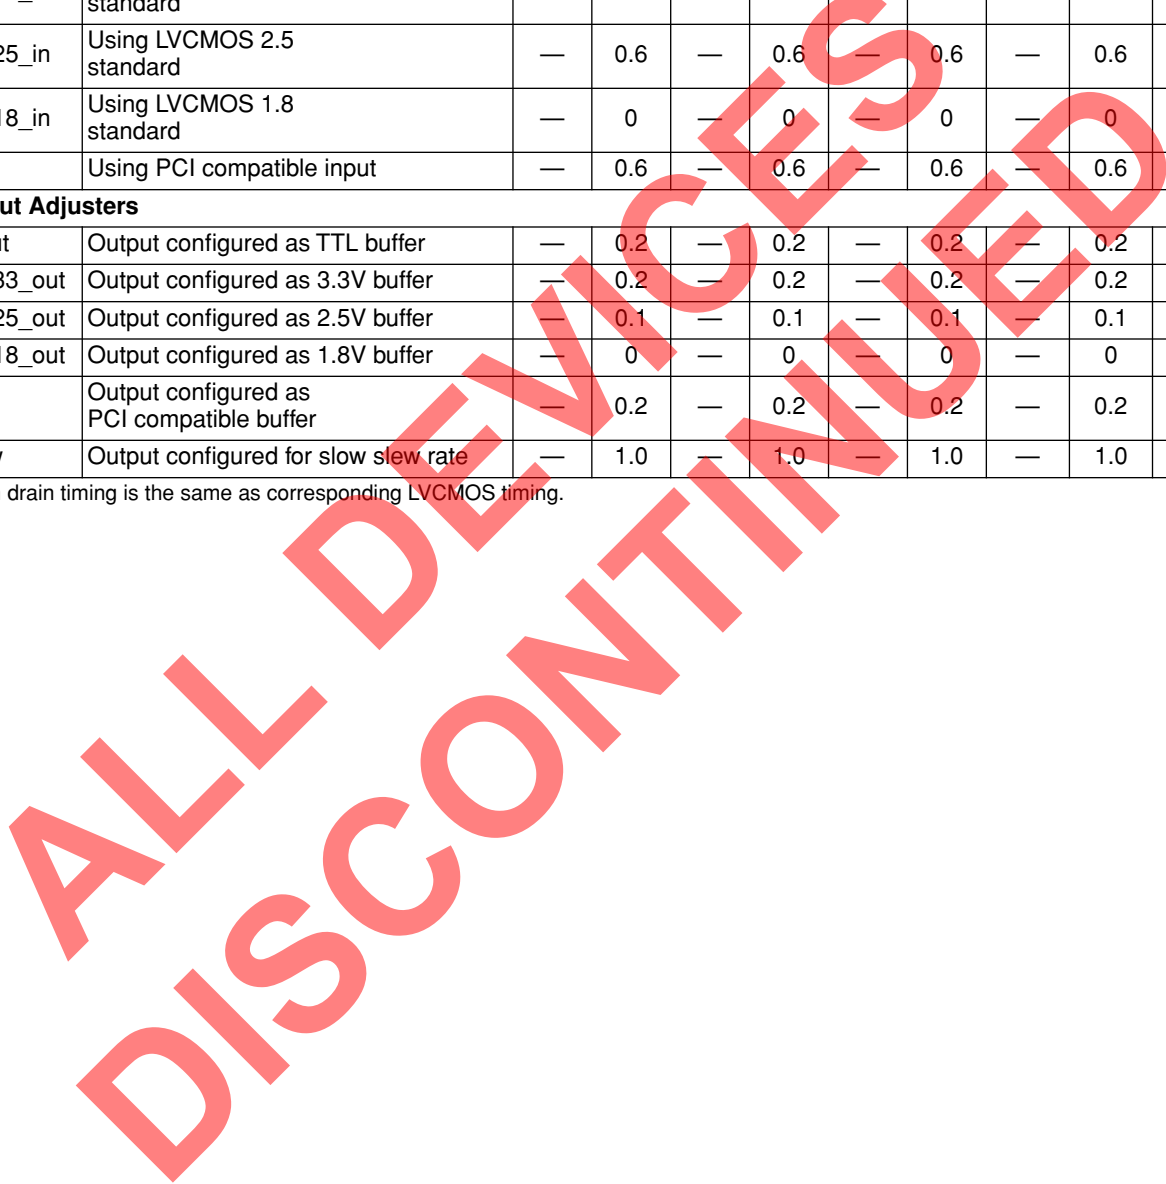 standard
25_in Using LVCMOS 2.5 standard — 0.6 — 0.6 — 0.6 — 0.6
18_in Using LVCMOS 1.8 standard — 0 — 0 — 0 — 0
Using PCI compatible input — 0.6 — 0.6 — 0.6 — 0.6
ut Adjusters
Output configured as TTL buffer — 0.2 — 0.2 — 0.2 — 0.2
33_out Output configured as 3.3V buffer — 0.2 — 0.2 — 0.2 — 0.2
25_out Output configured as 2.5V buffer — 0.1 — 0.1 — 0.1 — 0.1
18_out Output configured as 1.8V buffer — 0 — 0 — 0 — 0
Output configured as PCI compatible buffer — 0.2 — 0.2 — 0.2 — 0.2
Output configured for slow slew rate — 1.0 — 1.0 — 1.0 — 1.0
drain timing is the same as corresponding LVCMOS timing.
ALL DEVICES
DISCONTINUED